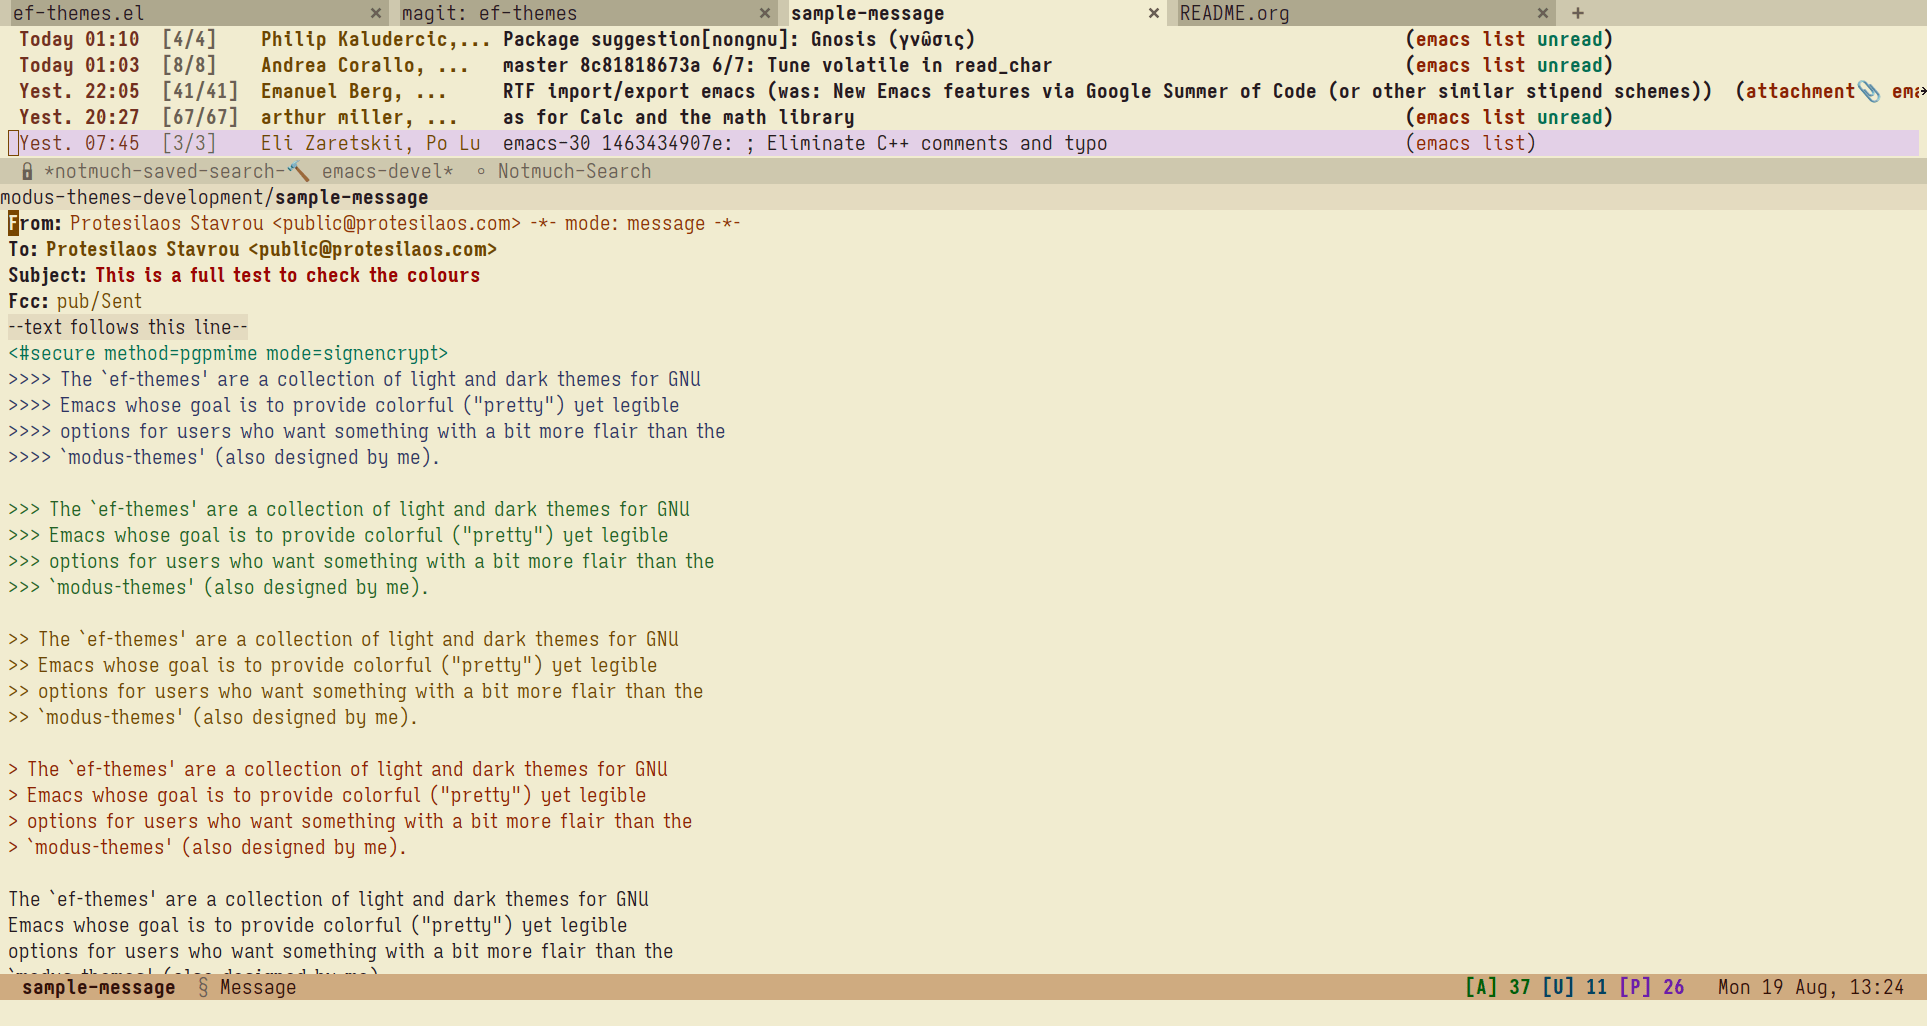 ef-themes.el × magit: ef-themes × sample-message × README.org × +
Today 01:10 [4/4] Philip Kaludercic,... Package suggestion[nongnu]: Gnosis (γνῶσις) (emacs list unread)
Today 01:03 [8/8] Andrea Corallo, ... master 8c81818673a 6/7: Tune volatile in read_char (emacs list unread)
Yest. 22:05 [41/41] Emanuel Berg, ... RTF import/export emacs (was: New Emacs features via Google Summer of Code (or other similar stipend schemes)) (attachment📎 ema
Yest. 20:27 [67/67] arthur miller, ... as for Calc and the math library (emacs list unread)
Yest. 07:45 [3/3] Eli Zaretskii, Po Lu emacs-30 1463434907e: ; Eliminate C++ comments and typo (emacs list)
🔒 *notmuch-saved-search-🔨 emacs-devel* ◦ Notmuch-Search
modus-themes-development/sample-message
From: Protesilaos Stavrou <public@protesilaos.com> -*- mode: message -*-
To: Protesilaos Stavrou <public@protesilaos.com>
Subject: This is a full test to check the colours
Fcc: pub/Sent
--text follows this line--
<#secure method=pgpmime mode=signencrypt>
>>>> The `ef-themes' are a collection of light and dark themes for GNU
>>>> Emacs whose goal is to provide colorful ("pretty") yet legible
>>>> options for users who want something with a bit more flair than the
>>>> `modus-themes' (also designed by me).
>>> The `ef-themes' are a collection of light and dark themes for GNU
>>> Emacs whose goal is to provide colorful ("pretty") yet legible
>>> options for users who want something with a bit more flair than the
>>> `modus-themes' (also designed by me).
>> The `ef-themes' are a collection of light and dark themes for GNU
>> Emacs whose goal is to provide colorful ("pretty") yet legible
>> options for users who want something with a bit more flair than the
>> `modus-themes' (also designed by me).
> The `ef-themes' are a collection of light and dark themes for GNU
> Emacs whose goal is to provide colorful ("pretty") yet legible
> options for users who want something with a bit more flair than the
> `modus-themes' (also designed by me).
The `ef-themes' are a collection of light and dark themes for GNU
Emacs whose goal is to provide colorful ("pretty") yet legible
options for users who want something with a bit more flair than the
`modus-themes' (also designed by me)
sample-message § Message [A] 37 [U] 11 [P] 26 Mon 19 Aug, 13:24